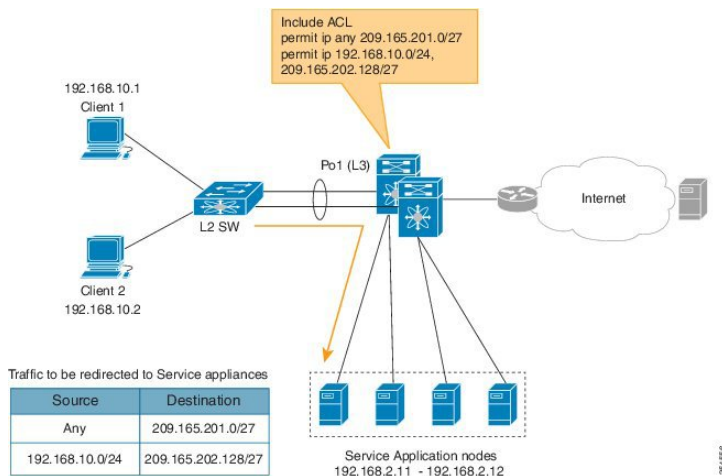 Include ACL
permit ip any 209.165.201.0/27
permit ip 192.168.10.0/24,
209.165.202.128/27
192.168.10.1
Client 1
Po1 (L3)
L2 SW
Internet
Client 2
192.168.10.2
Traffic to be redirected to Service appliances
Source Destination
Any 209.165.201.0/27
192.168.10.0/24 209.165.202.128/27
Service Application nodes
192.168.2.11 - 192.168.2.12